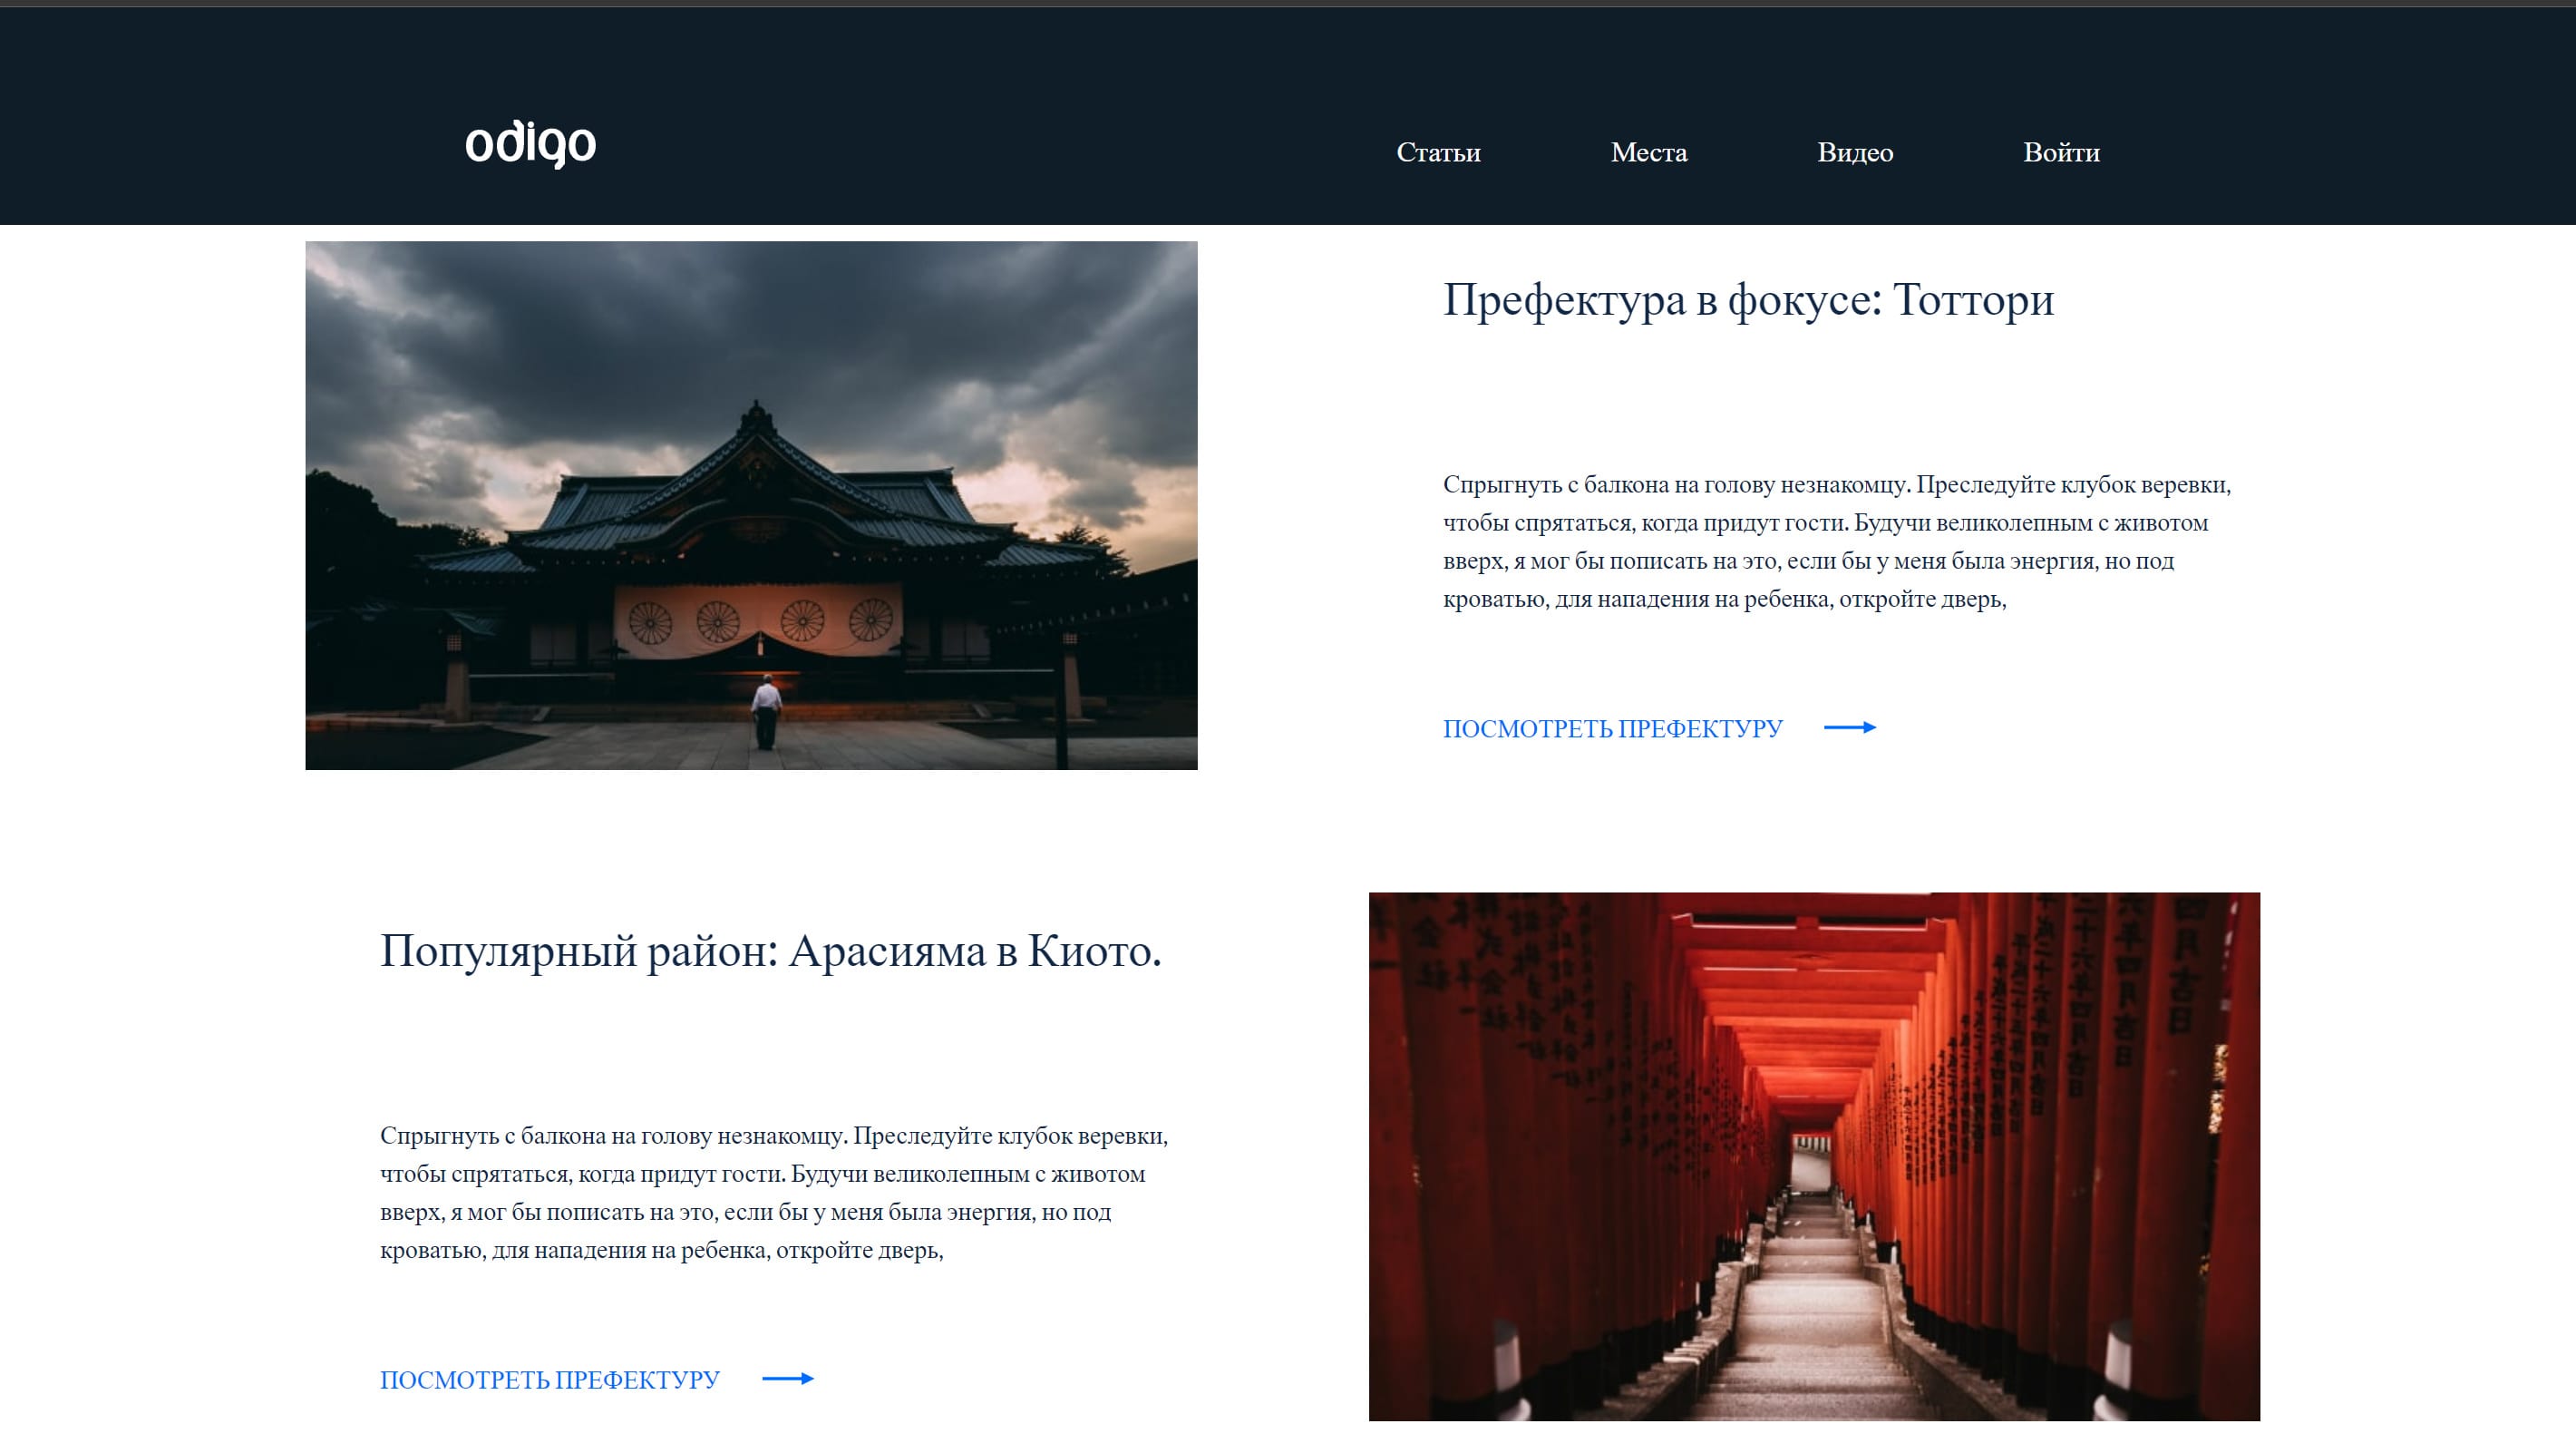 odigo
Статьи
Места
Видео
Войти
Префектура в фокусе: Тоттори
Спрыгнуть с балкона на голову незнакомцу. Преследуйте клубок веревки,
чтобы спрятаться, когда придут гости. Будучи великолепным с животом
вверх, я мог бы пописать на это, если бы у меня была энергия, но под
кроватью, для нападения на ребенка, откройте дверь,
ПОСМОТРЕТЬ ПРЕФЕКТУРУ
Популярный район: Арасияма в Киото.
Спрыгнуть с балкона на голову незнакомцу. Преследуйте клубок веревки,
чтобы спрятаться, когда придут гости. Будучи великолепным с животом
вверх, я мог бы пописать на это, если бы у меня была энергия, но под
кроватью, для нападения на ребенка, откройте дверь,
ПОСМОТРЕТЬ ПРЕФЕКТУРУ
四月吉日